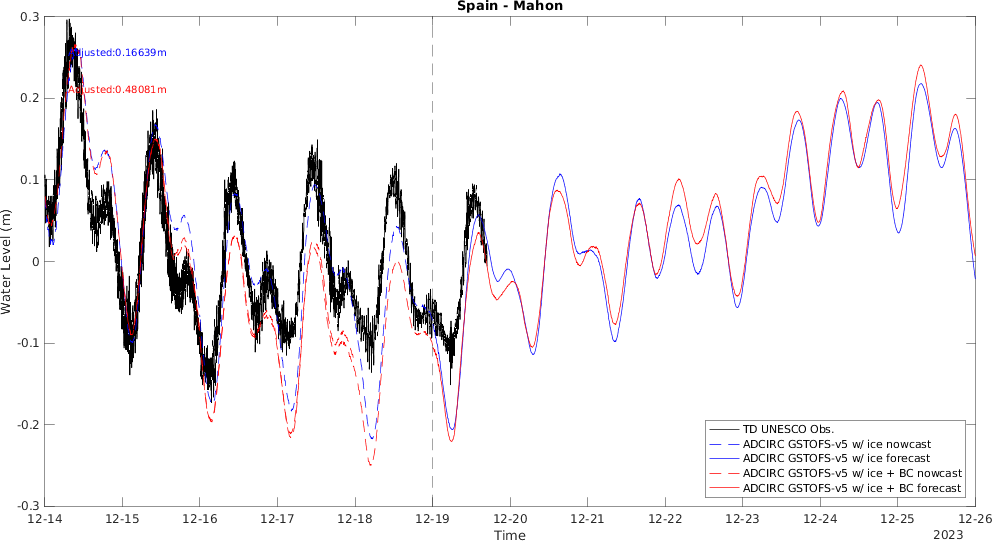 Spain - Mahon
0.3
0.2
0.1
0
-0.1
-0.2
-0.3
Water Level (m)
Adjusted:0.16639m
Adjusted:0.48081m
TD UNESCO Obs.
ADCIRC GSTOFS-v5 w/ ice nowcast
ADCIRC GSTOFS-v5 w/ ice forecast
ADCIRC GSTOFS-v5 w/ ice + BC nowcast
ADCIRC GSTOFS-v5 w/ ice + BC forecast
12-14 12-15 12-16 12-17 12-18 12-19 12-20 12-21 12-22 12-23 12-24 12-25 12-26
Time
2023